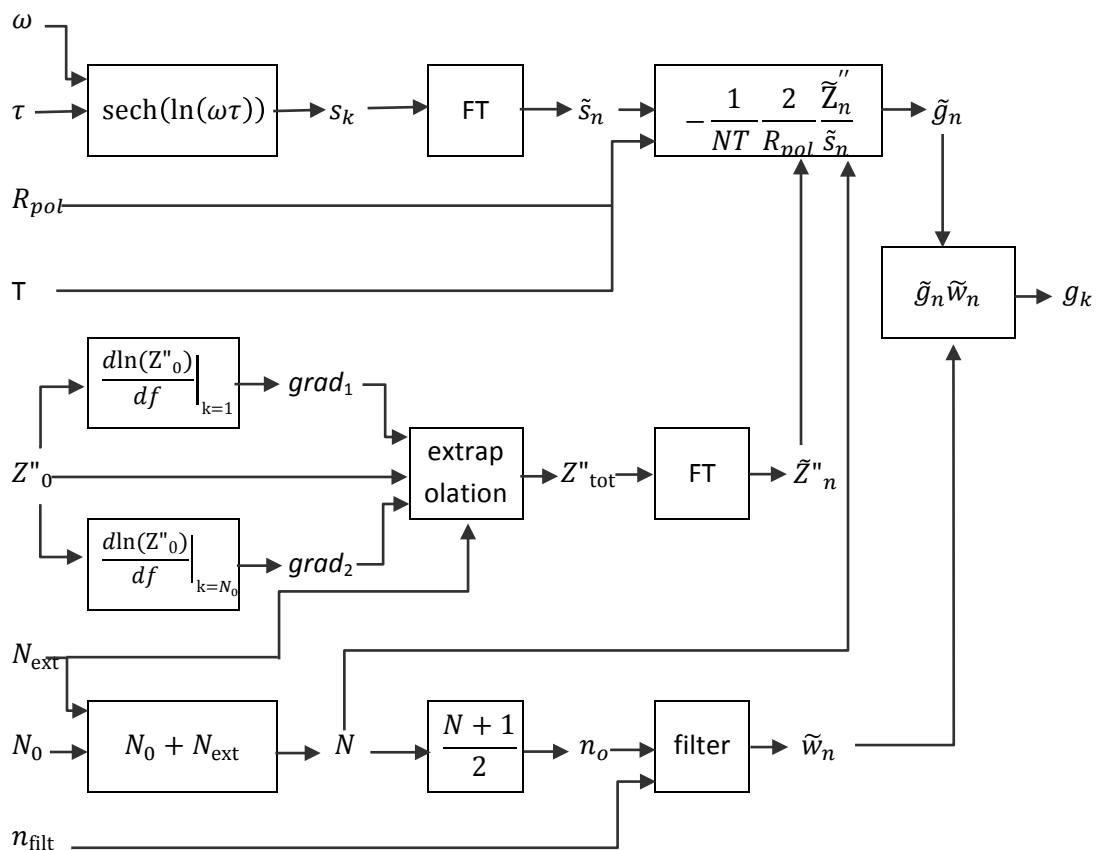 ω
τ
sech(ln(ωτ))
s_k
FT
s̃_n
− 1/NT 2/R_pol Z̃″_n/s̃_n
g̃_n
R_pol
T
g̃_n w̃_n
g_k
dln(Z"_0)/df |_k=1
grad_1
Z"_0
extrap
olation
Z"_tot
FT
Z̃"_n
dln(Z"_0)/df |_k=N_0
grad_2
N_ext
N_0
N_0 + N_ext
N
N + 1/2
n_o
filter
w̃_n
n_filt